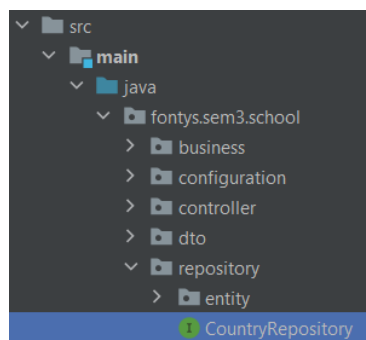 src
main
java
fontys.sem3.school
business
configuration
controller
dto
repository
entity
I CountryRepository